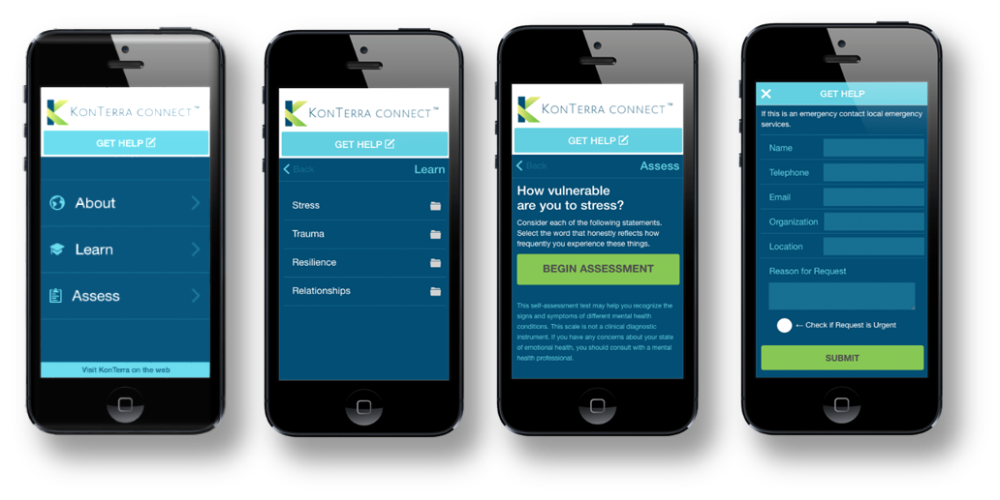 KONTERRA CONNECT™
GET HELP
About
Learn
Assess
Visit KonTerra on the web
KONTERRA CONNECT™
GET HELP
Back
Learn
Stress
Trauma
Resilience
Relationships
KONTERRA CONNECT™
GET HELP
Back
Assess
How vulnerable
are you to stress?
Consider each of the following statements.
Select the word that honestly reflects how
frequently you experience these things.
BEGIN ASSESSMENT
This self-assessment test may help you recognize the
signs and symptoms of different mental health
conditions. This scale is not a clinical diagnostic
instrument. If you have any concerns about your state
of emotional health, you should consult with a mental
health professional.
GET HELP
If this is an emergency contact local emergency
services.
Name
Telephone
Email
Organization
Location
Reason for Request
← Check if Request is Urgent
SUBMIT